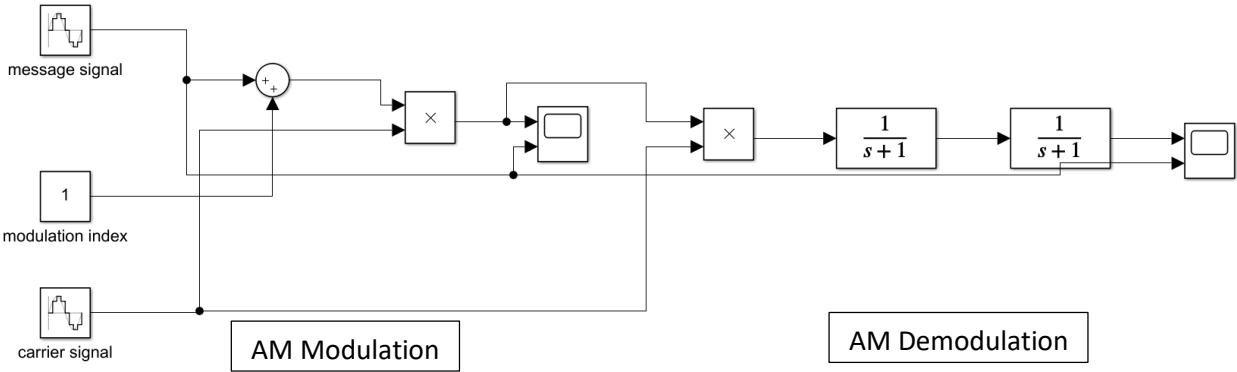 message signal
+
+
×
×
1
s + 1
1
s + 1
1
modulation index
carrier signal
AM Modulation
AM Demodulation